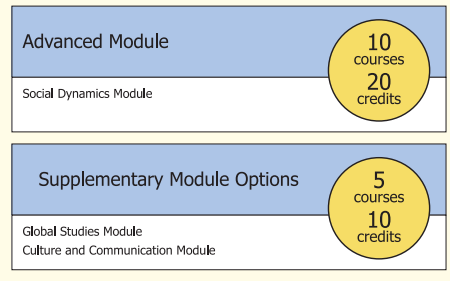 Advanced Module
10
courses
20
credits
Social Dynamics Module
Supplementary Module Options
5
courses
10
credits
Global Studies Module
Culture and Communication Module